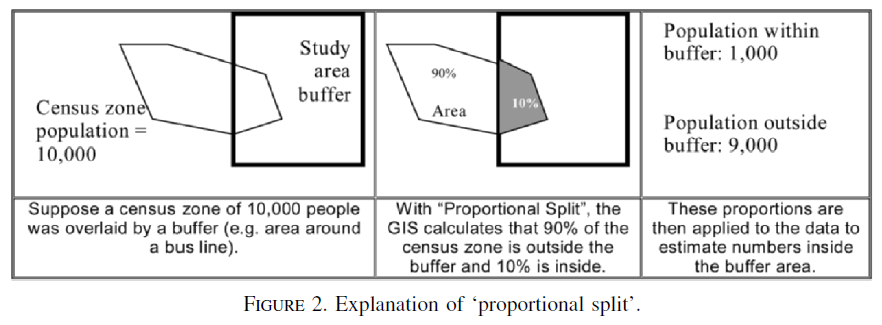 Study
area
buffer
Census zone
population =
10,000
90%
Area
10%
Population within
buffer: 1,000
Population outside
buffer: 9,000
Suppose a census zone of 10,000 people
was overlaid by a buffer (e.g. area around
a bus line).
With "Proportional Split", the
GIS calculates that 90% of the
census zone is outside the
buffer and 10% is inside.
These proportions are
then applied to the data to
estimate numbers inside
the buffer area.
FIGURE 2. Explanation of ‘proportional split’.